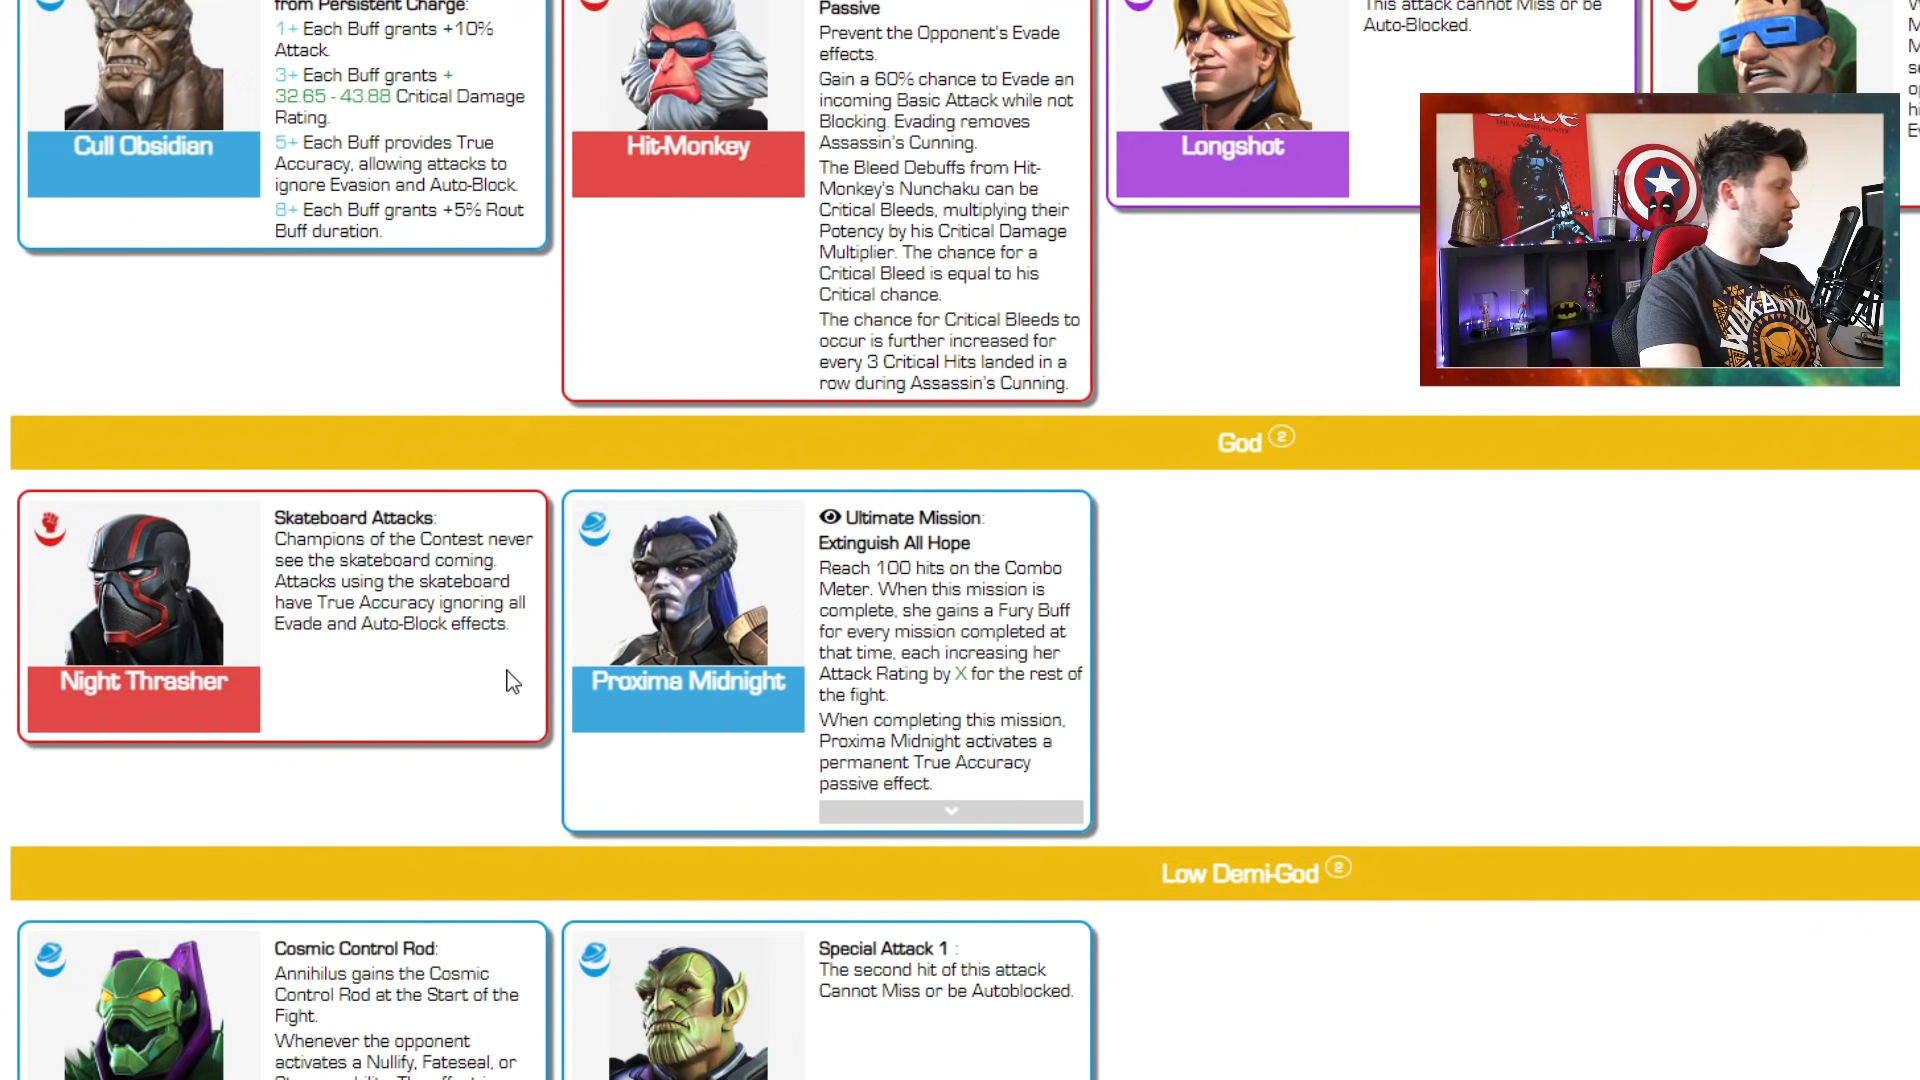 from Persistent Charge:
1+ Each Buff grants +10%
Attack.
3+ Each Buff grants +
32.65 - 43.88 Critical Damage
Rating.
5+ Each Buff provides True
Accuracy, allowing attacks to
ignore Evasion and Auto-Block.
8+ Each Buff grants +5% Rout
Buff duration.
Cull Obsidian
Passive
Prevent the Opponent's Evade
effects.
Gain a 60% chance to Evade an
incoming Basic Attack while not
Blocking. Evading removes
Assassin's Cunning.
The Bleed Debuffs from Hit-
Monkey's Nunchaku can be
Critical Bleeds, multiplying their
Potency by his Critical Damage
Multiplier. The chance for a
Critical Bleed is equal to his
Critical chance.
The chance for Critical Bleeds to
occur is further increased for
every 3 Critical Hits landed in a
row during Assassin's Cunning.
Hit-Monkey
This attack cannot Miss or be
Auto-Blocked.
Longshot
THE VAMPIRE HUNTER
God 2
Skateboard Attacks:
Champions of the Contest never
see the skateboard coming.
Attacks using the skateboard
have True Accuracy ignoring all
Evade and Auto-Block effects.
Night Thrasher
Ultimate Mission:
Extinguish All Hope
Reach 100 hits on the Combo
Meter. When this mission is
complete, she gains a Fury Buff
for every mission completed at
that time, each increasing her
Attack Rating by X for the rest of
the fight.
When completing this mission,
Proxima Midnight activates a
permanent True Accuracy
passive effect.
Proxima Midnight
Low Demi-God 2
Cosmic Control Rod:
Annihilus gains the Cosmic
Control Rod at the Start of the
Fight.
Whenever the opponent
activates a Nullify, Fateseal, or
Special Attack 1 :
The second hit of this attack
Cannot Miss or be Autoblocked.